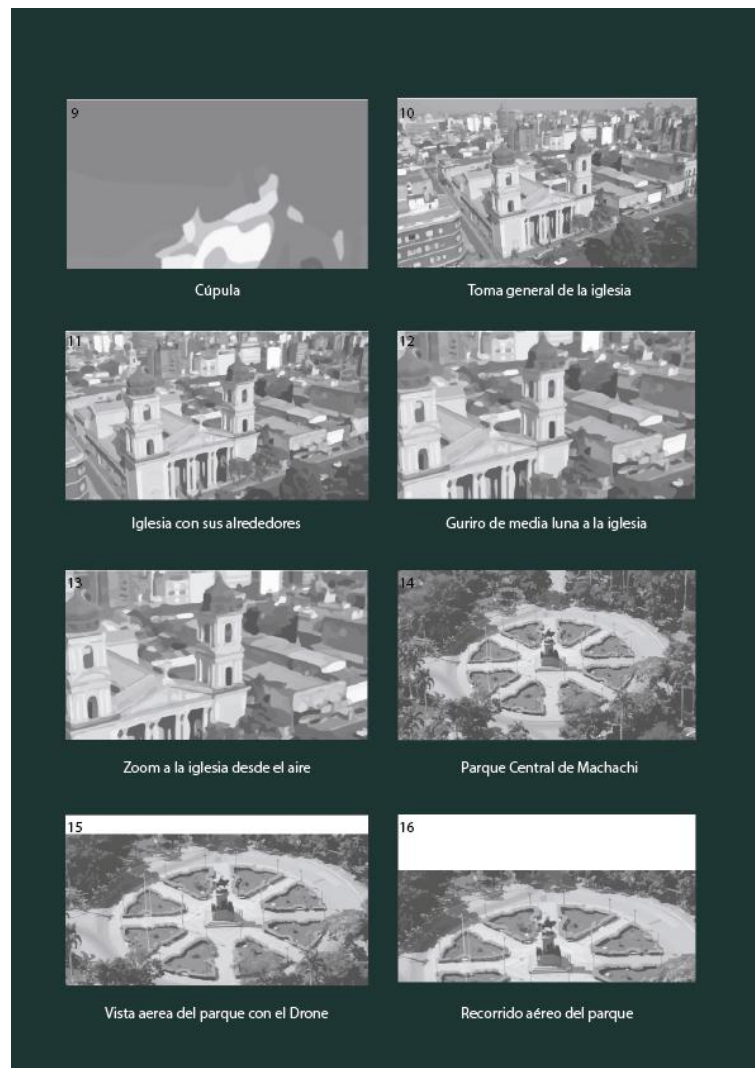 9
10
Cúpula
Toma general de la iglesia
11
12
Iglesia con sus alrededores
Guriro de media luna a la iglesia
13
14
Zoom a la iglesia desde el aire
Parque Central de Machachi
15
16
Vista aerea del parque con el Drone
Recorrido aéreo del parque